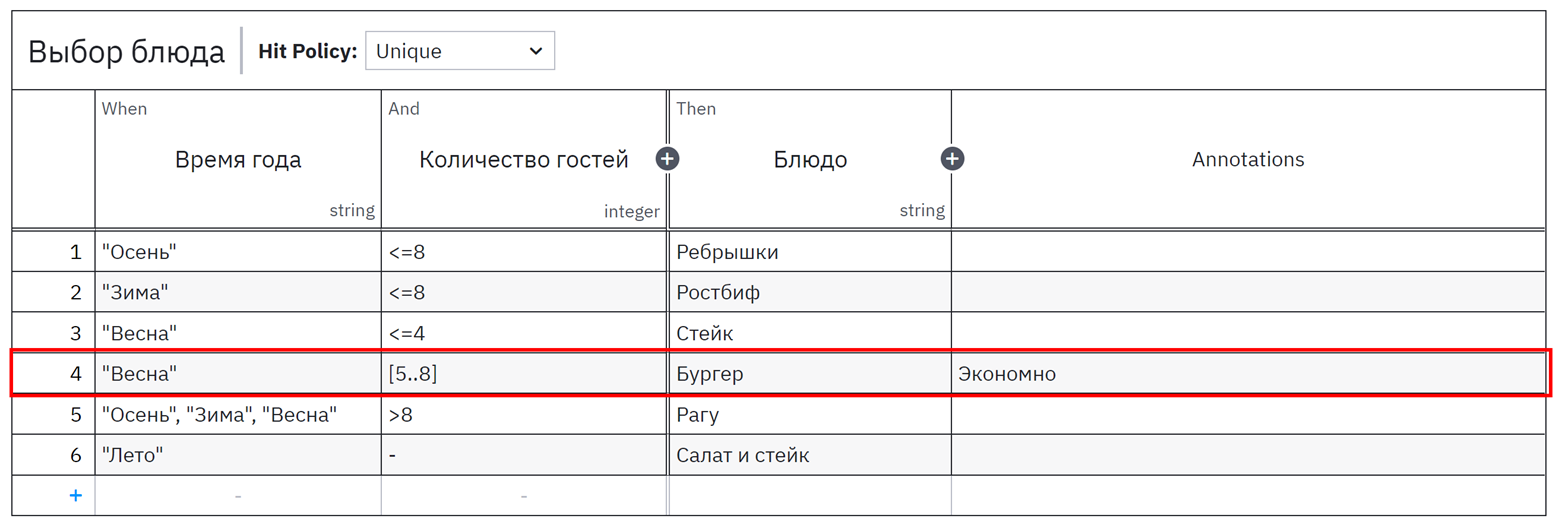 Выбор блюда Hit Policy: Unique
When And Then
Время года Количество гостей + Блюдо + Annotations
string integer string
1 "Осень" <=8 Ребрышки
2 "Зима" <=8 Ростбиф
3 "Весна" <=4 Стейк
4 "Весна" [5..8] Бургер Экономно
5 "Осень", "Зима", "Весна" >8 Рагу
6 "Лето" - Салат и стейк
+ - -